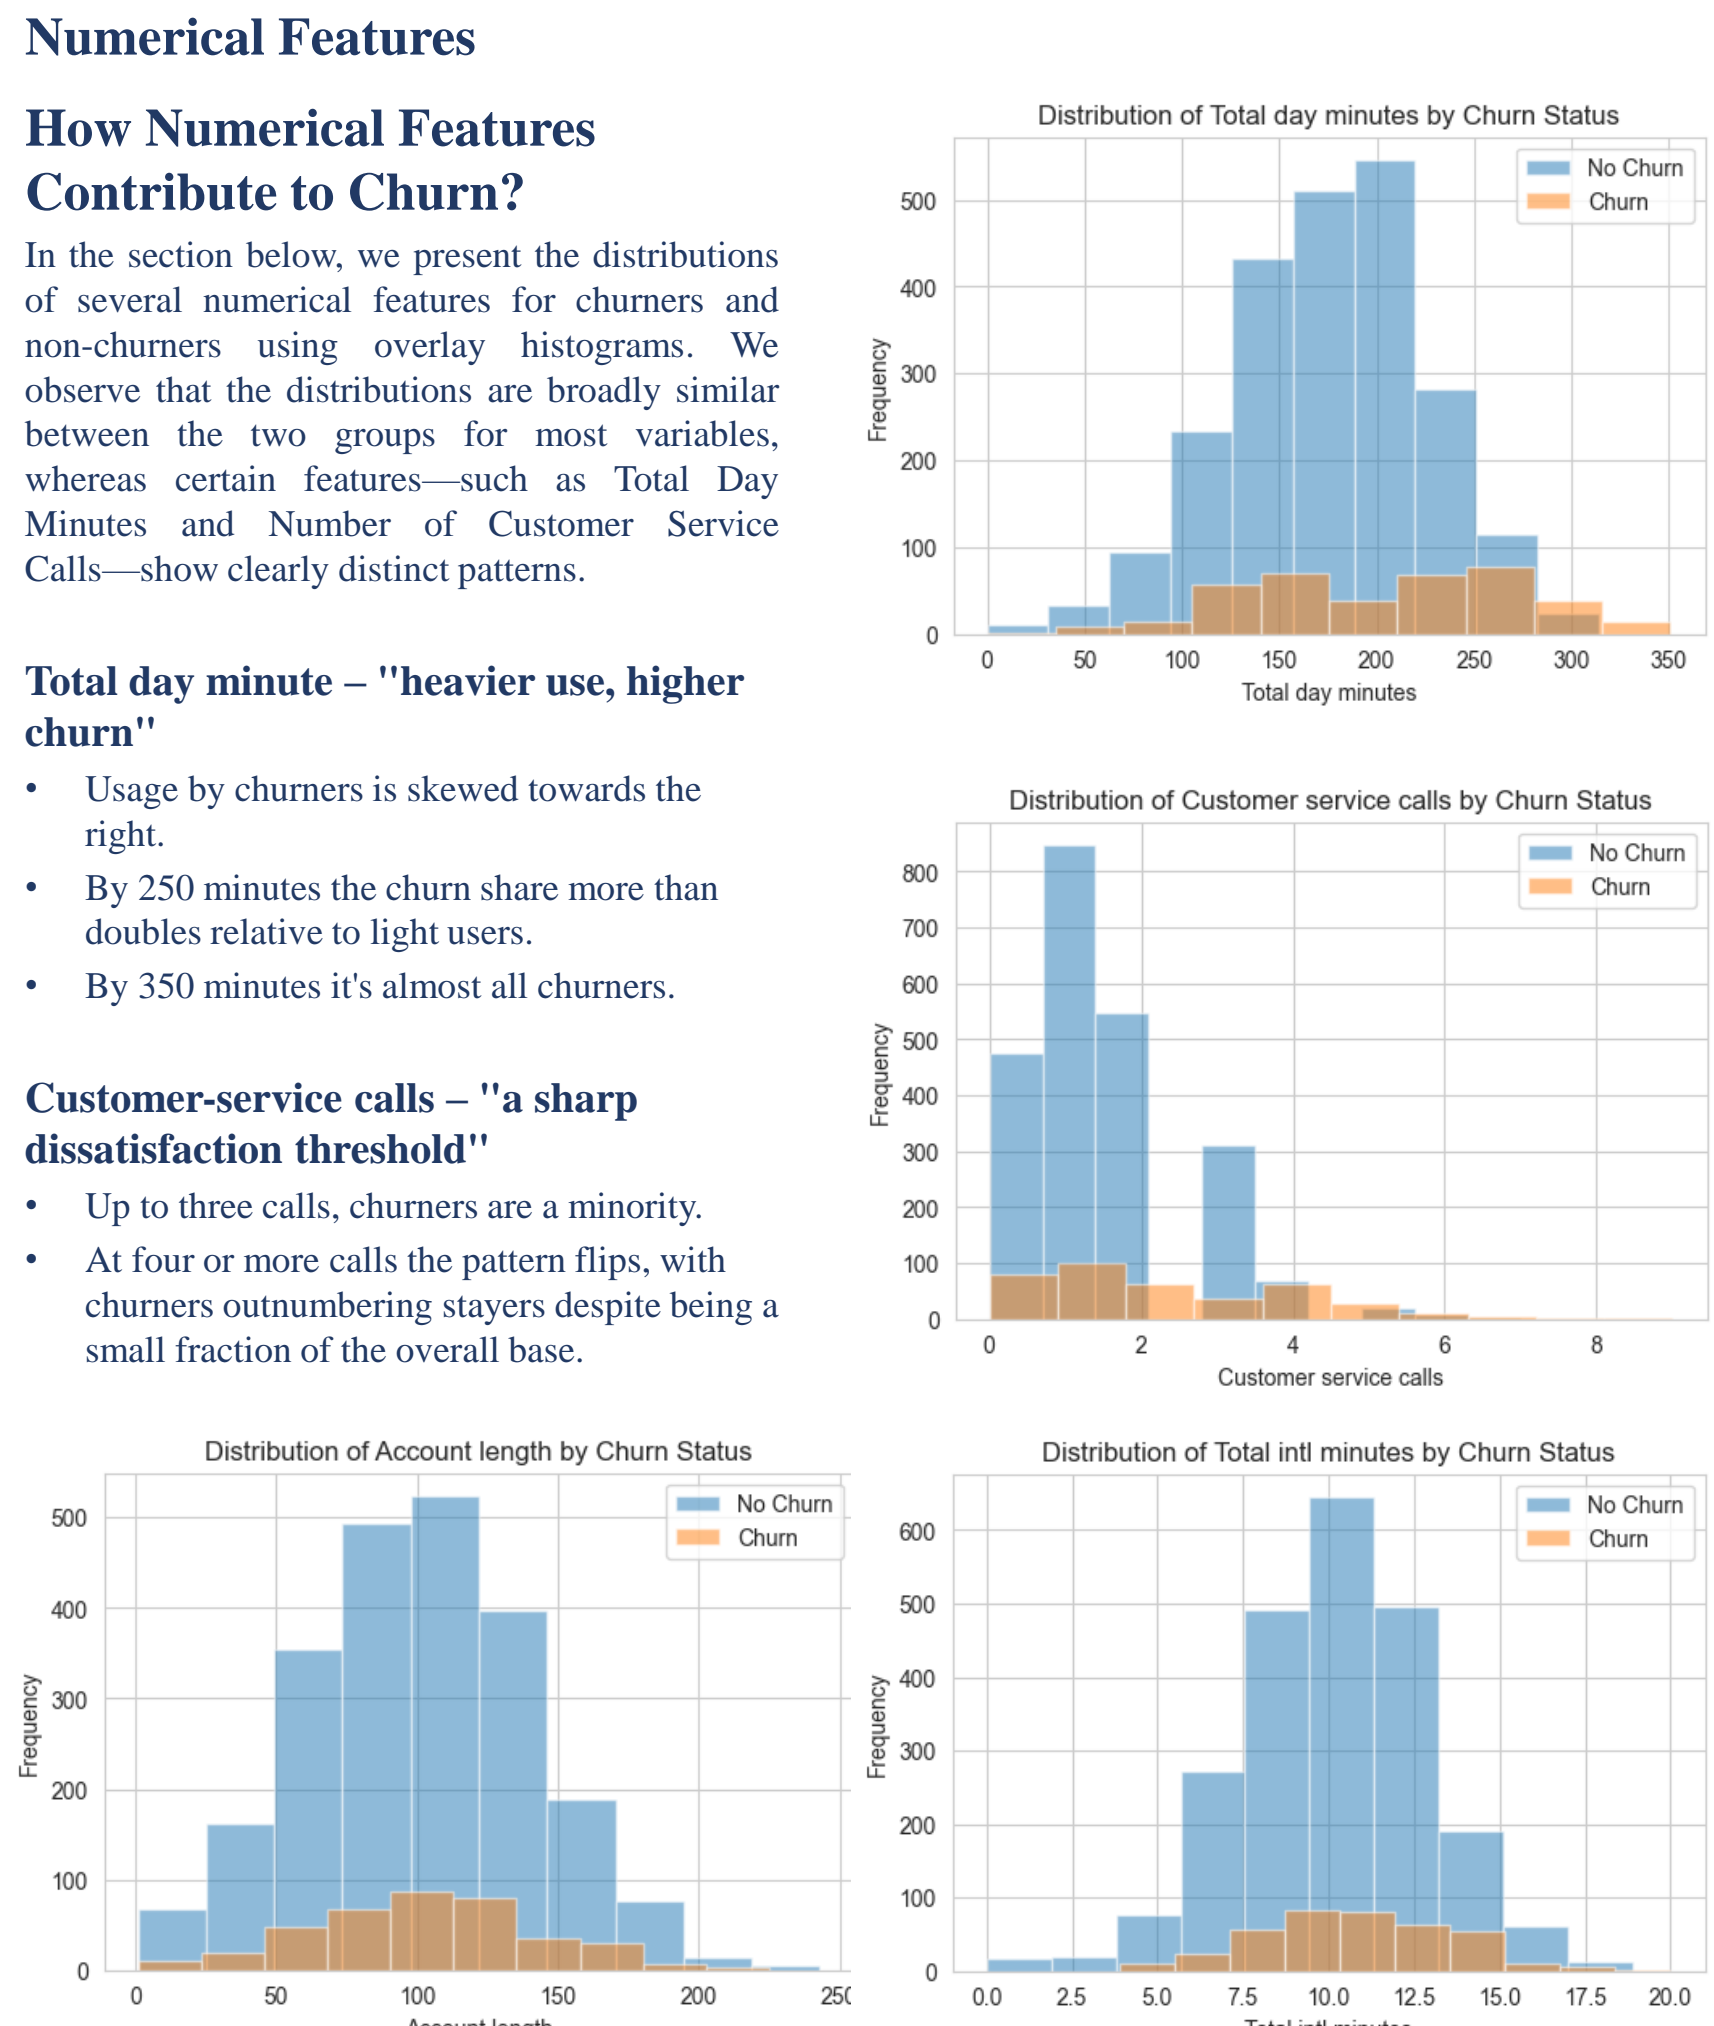 Numerical Features
How Numerical Features
Contribute to Churn?
In the section below, we present the distributions
of several numerical features for churners and
non-churners using overlay histograms. We
observe that the distributions are broadly similar
between the two groups for most variables,
whereas certain features—such as Total Day
Minutes and Number of Customer Service
Calls—show clearly distinct patterns.
Total day minute – "heavier use, higher
churn"
• Usage by churners is skewed towards the
right.
• By 250 minutes the churn share more than
doubles relative to light users.
• By 350 minutes it's almost all churners.
Customer-service calls – "a sharp
dissatisfaction threshold"
• Up to three calls, churners are a minority.
• At four or more calls the pattern flips, with
churners outnumbering stayers despite being a
small fraction of the overall base.
Distribution of Total day minutes by Churn Status
No Churn
Churn
Frequency
500
400
300
200
100
0
0 50 100 150 200 250 300 350
Total day minutes
Distribution of Customer service calls by Churn Status
No Churn
Churn
Frequency
800
700
600
500
400
300
200
100
0
0 2 4 6 8
Customer service calls
Distribution of Account length by Churn Status
No Churn
Churn
Frequency
500
400
300
200
100
0
0 50 100 150 200 250
Account length
Distribution of Total intl minutes by Churn Status
No Churn
Churn
Frequency
600
500
400
300
200
100
0
0.0 2.5 5.0 7.5 10.0 12.5 15.0 17.5 20.0
Total intl minutes